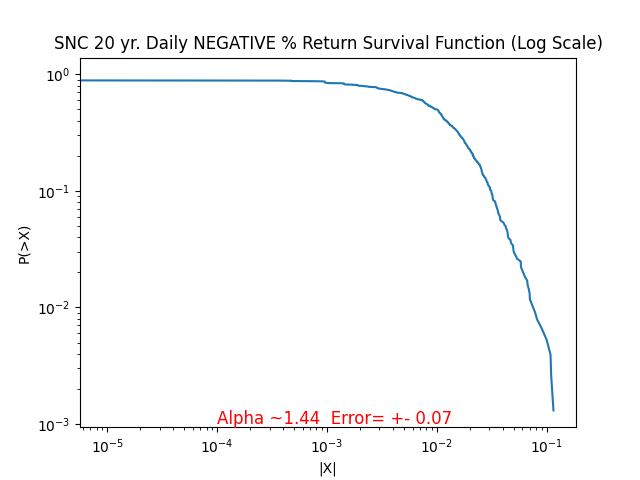 SNC 20 yr. Daily NEGATIVE % Return Survival Function (Log Scale)
10⁰
10⁻¹
10⁻²
10⁻³
P(>X)
Alpha ~1.44  Error= +- 0.07
10⁻⁵ 10⁻⁴ 10⁻³ 10⁻² 10⁻¹
|X|